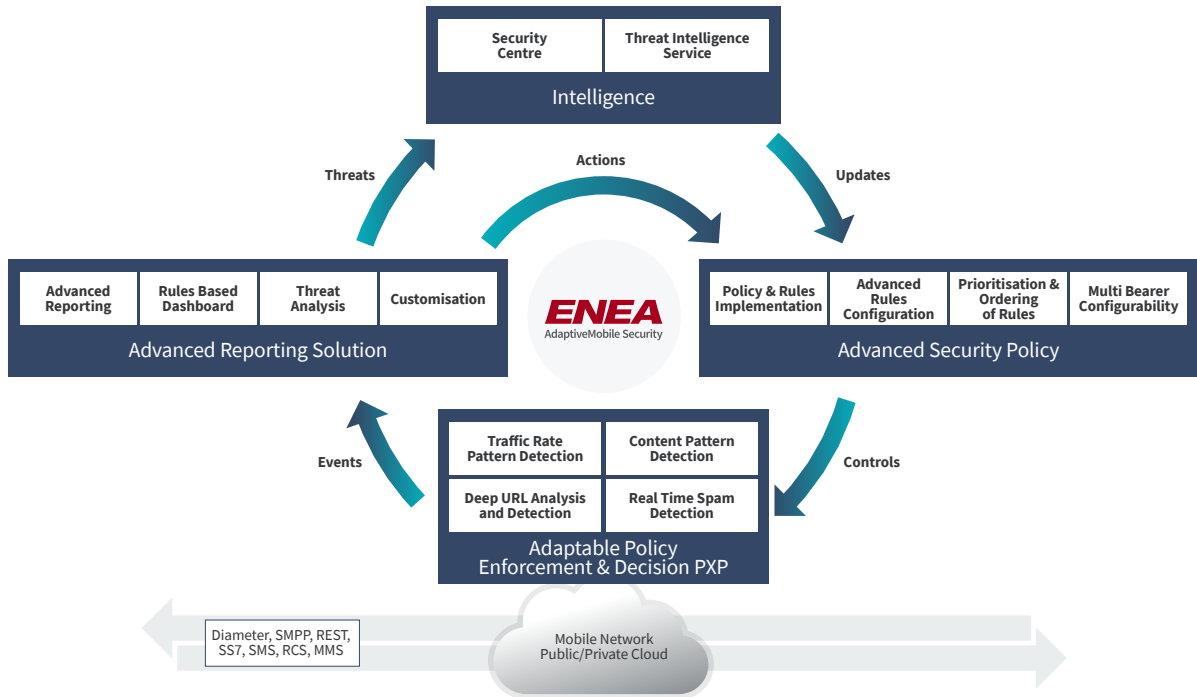 Security
Centre
Threat Intelligence
Service
Intelligence
Threats
Actions
Updates
Advanced
Reporting
Rules Based
Dashboard
Threat
Analysis
Customisation
Advanced Reporting Solution
ENEA
AdaptiveMobile Security
Policy & Rules
Implementation
Advanced
Rules
Configuration
Prioritisation &
Ordering
of Rules
Multi Bearer
Configurability
Advanced Security Policy
Events
Traffic Rate
Pattern Detection
Content Pattern
Detection
Deep URL Analysis
and Detection
Real Time Spam
Detection
Adaptable Policy
Enforcement & Decision PXP
Controls
Diameter, SMPP, REST,
SS7, SMS, RCS, MMS
Mobile Network
Public/Private Cloud